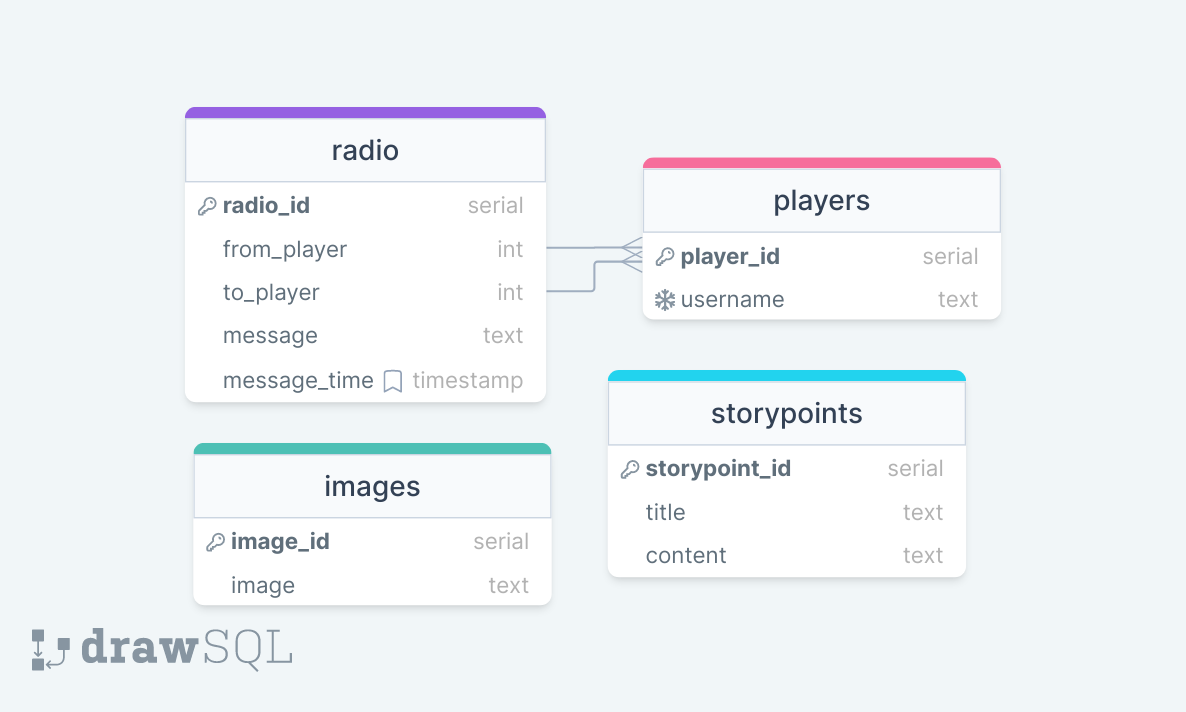 radio
radio_id serial
from_player int
to_player int
message text
message_time timestamp
players
player_id serial
username text
storypoints
storypoint_id serial
title text
content text
images
image_id serial
image text
drawSQL